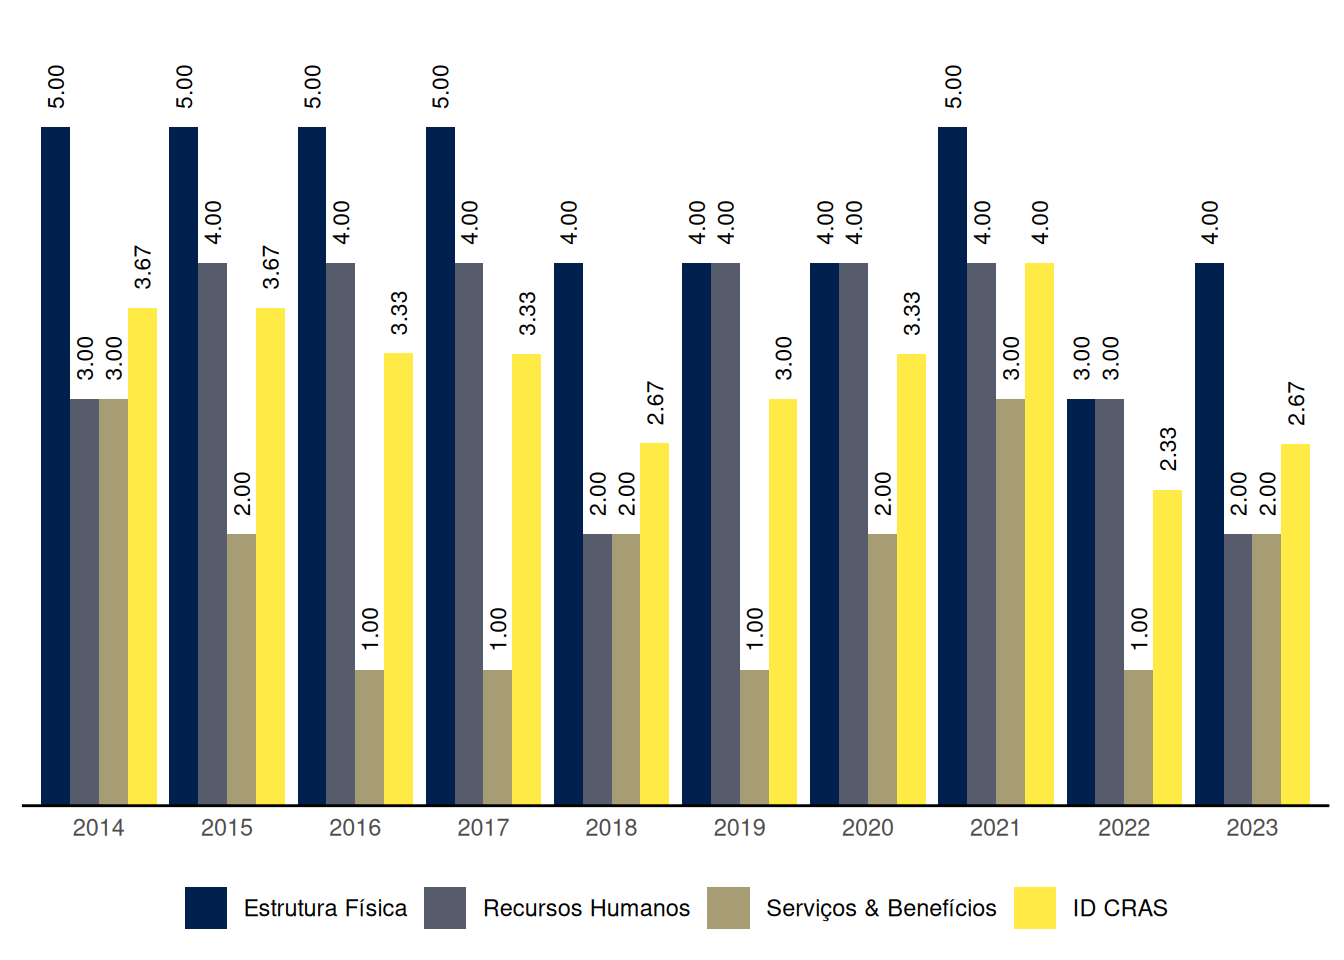 5.00 3.00 3.00 3.67 5.00 4.00 2.00 3.67 5.00 4.00 1.00 3.33 5.00 4.00 1.00 3.33 4.00 2.00 2.00 2.67 4.00 4.00 1.00 3.00 4.00 4.00 2.00 3.33 5.00 4.00 3.00 4.00 3.00 3.00 1.00 2.33 4.00 2.00 2.00 2.67
2014 2015 2016 2017 2018 2019 2020 2021 2022 2023
Estrutura Física Recursos Humanos Serviços & Benefícios ID CRAS